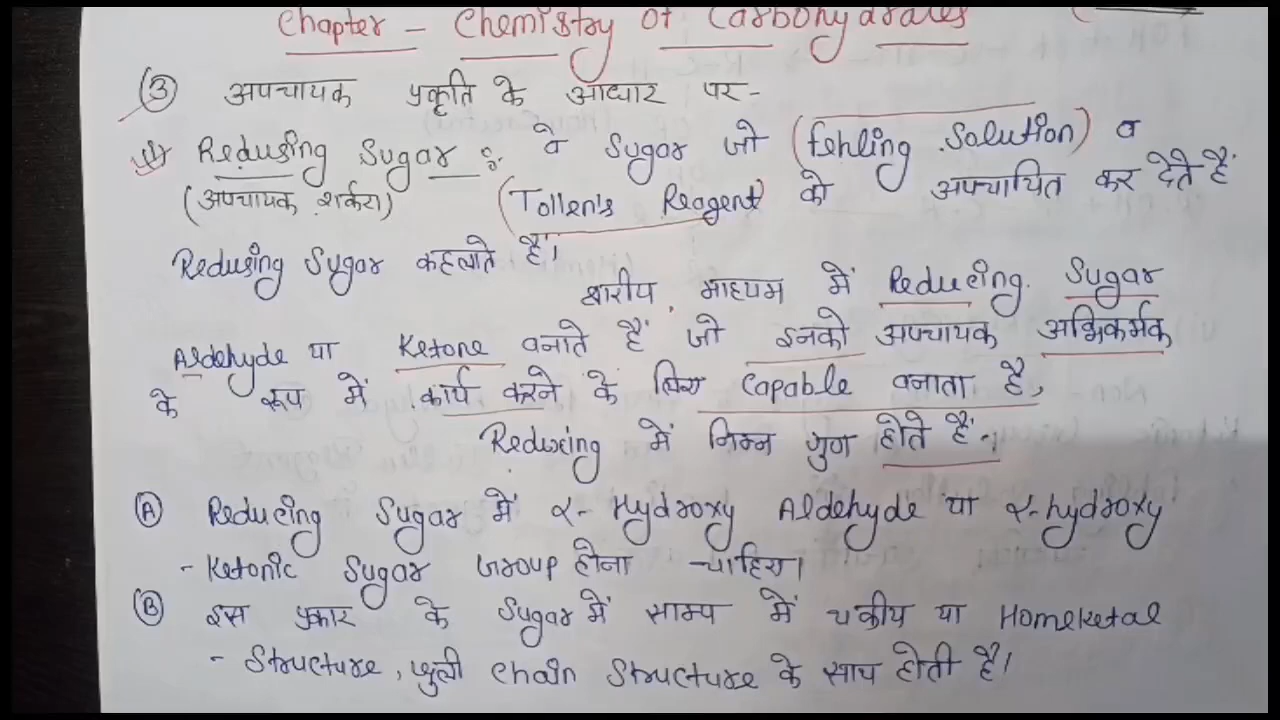 Chapter - Chemistry of Carbohydrates
③ अपचायक प्रकृति के आधार पर-
(i) Reducing Sugar :- वे Sugar जो (Fehling Solution) व
(अपचायक शर्करा) (Tollen's Reagent) को अपचायित कर देते हैं
Reducing Sugar कहलाते हैं।
क्षारीय माध्यम में Reducing Sugar
Aldehyde या Ketone बनाते हैं जो इनको अपचायक अभिकर्मक
के रूप में कार्य करने के लिए Capable बनाता है,
Reducing में निम्न गुण होते हैं-
Ⓐ Reducing Sugar में α-Hydroxy Aldehyde या α-hydroxy
- Ketonic Sugar Group होना चाहिए।
Ⓑ इस प्रकार के Sugar में साम्य में चक्रीय या Homeketal
- Structure, खुली Chain Structure के साथ होती है।